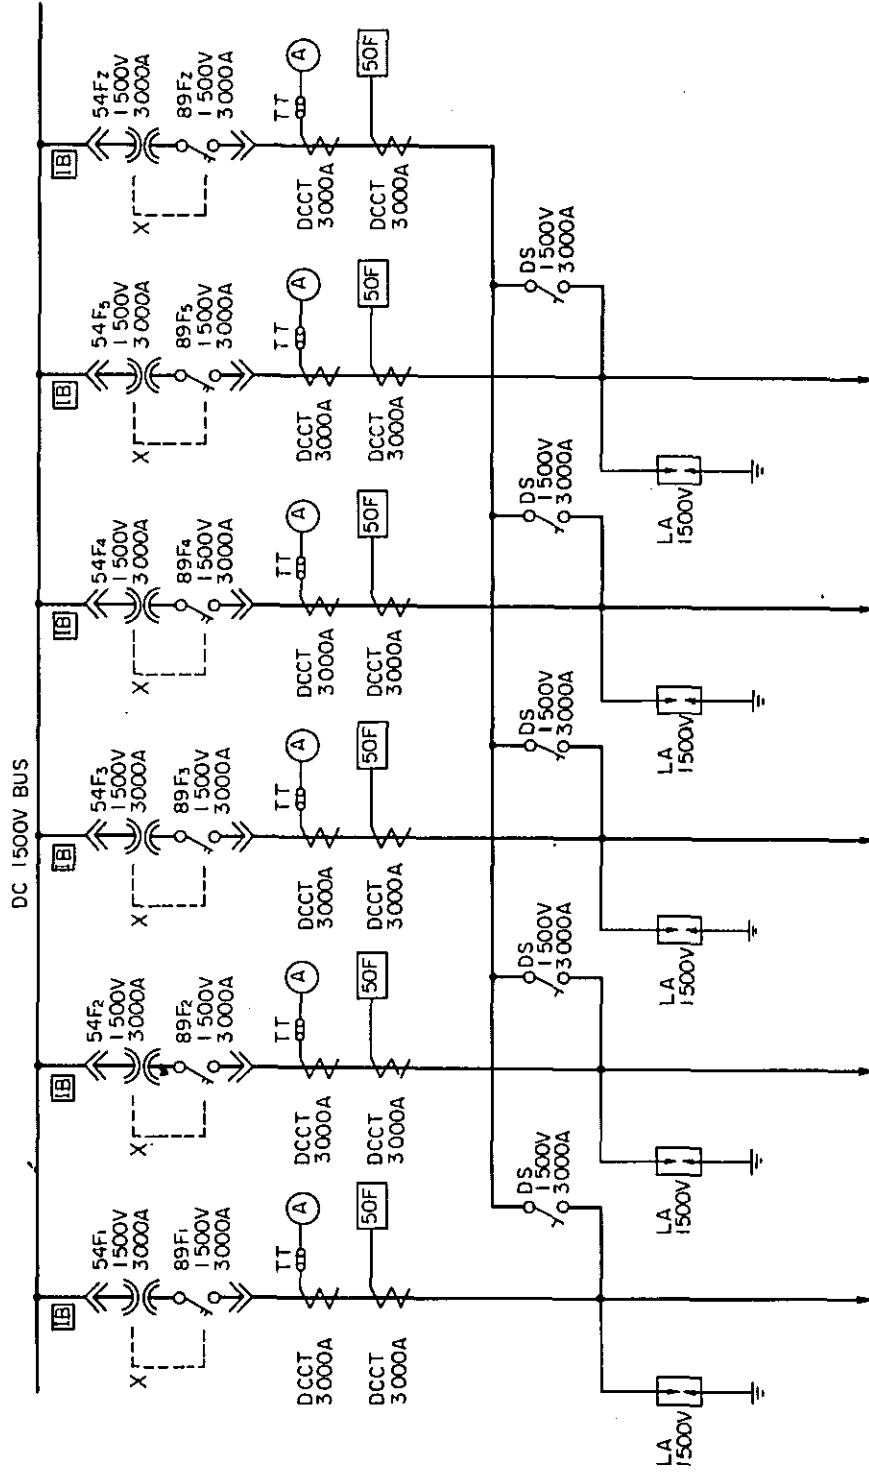 DC 1500V BUS
IB
54F1
1500V
3000A
X
89F1
1500V
3000A
TT
A
DCCT
3000A
50F
DCCT
3000A
DS
1500V
3000A
LA
1500V
IB
54F2
1500V
3000A
X
89F2
1500V
3000A
TT
A
DCCT
3000A
50F
DCCT
3000A
DS
1500V
3000A
LA
1500V
IB
54F3
1500V
3000A
X
89F3
1500V
3000A
TT
A
DCCT
3000A
50F
DCCT
3000A
DS
1500V
3000A
LA
1500V
IB
54F4
1500V
3000A
X
89F4
1500V
3000A
TT
A
DCCT
3000A
50F
DCCT
3000A
DS
1500V
3000A
LA
1500V
IB
54F5
1500V
3000A
X
89F5
1500V
3000A
TT
A
DCCT
3000A
50F
DCCT
3000A
DS
1500V
3000A
LA
1500V
IB
54FZ
1500V
3000A
X
89FZ
1500V
3000A
TT
A
DCCT
3000A
50F
DCCT
3000A